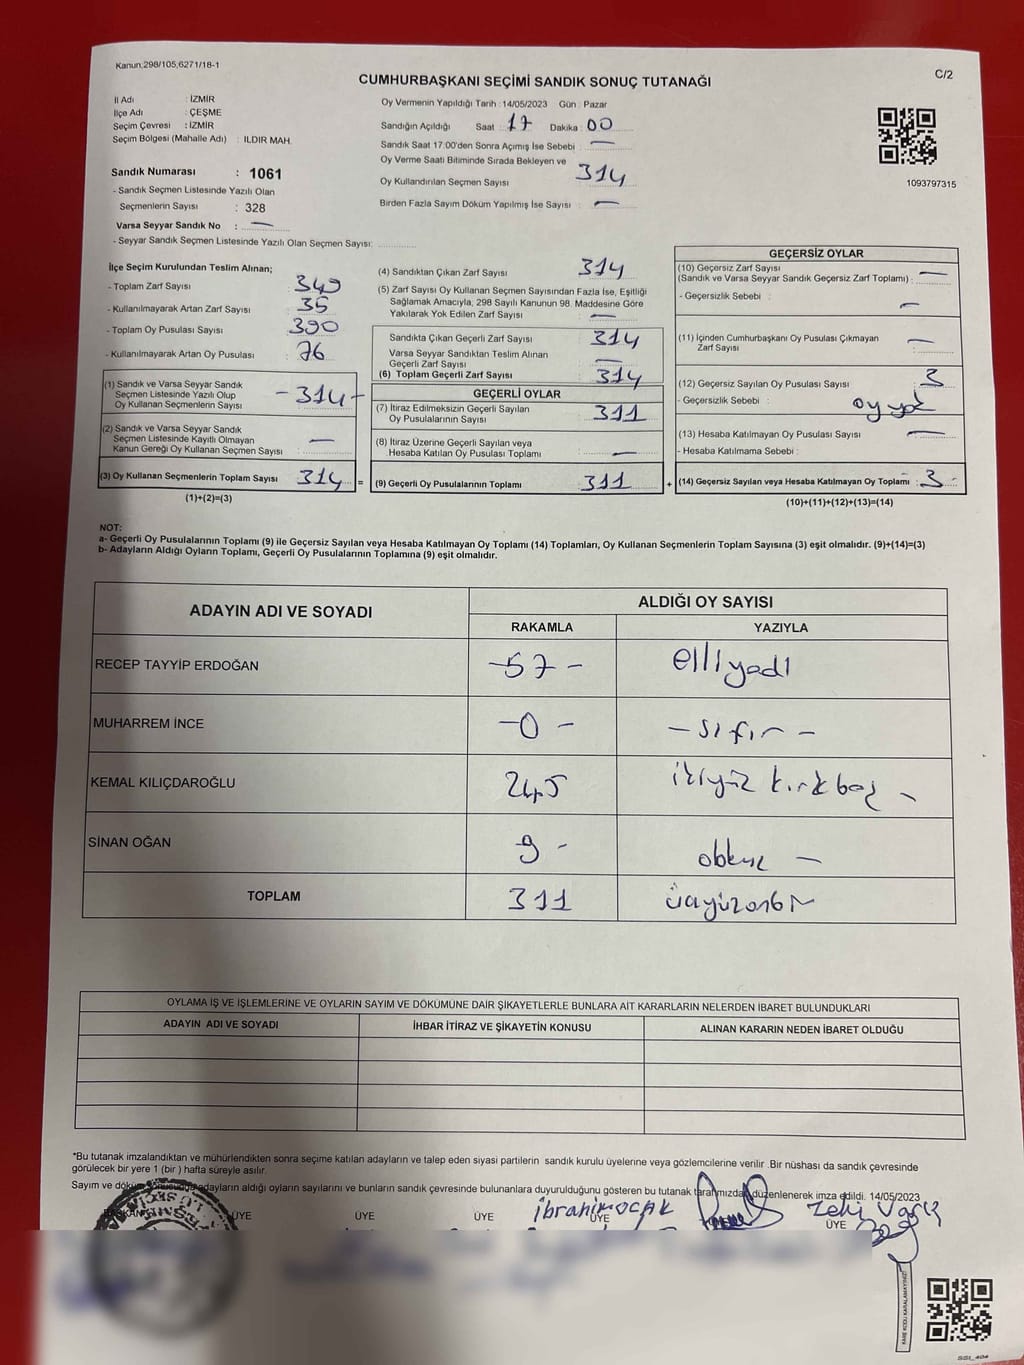 Kanun,298/105,6271/18-1
C/2
CUMHURBAŞKANI SEÇİMİ SANDIK SONUÇ TUTANAĞI
İl Adı : İZMİR
İlçe Adı : ÇEŞME
Seçim Çevresi : İZMİR
Seçim Bölgesi (Mahalle Adı) : ILDIR MAH.
Sandık Numarası : 1061
- Sandık Seçmen Listesinde Yazılı Olan
Seçmenlerin Sayısı : 328
Varsa Seyyar Sandık No : —
- Seyyar Sandık Seçmen Listesinde Yazılı Olan Seçmen Sayısı:
Oy Vermenin Yapıldığı Tarih : 14/05/2023 Gün : Pazar
Sandığın Açıldığı Saat : 17 Dakika : 00
Sandık Saat 17:00'den Sonra Açımış İse Sebebi : —
Oy Verme Saati Bitiminde Sırada Bekleyen ve
Oy Kullandırılan Seçmen Sayısı 314
Birden Fazla Sayım Döküm Yapılmış İse Sayısı : —
1093797315
İlçe Seçim Kurulundan Teslim Alınan;
- Toplam Zarf Sayısı : 349
- Kullanılmayarak Artan Zarf Sayısı : 35
- Toplam Oy Pusulası Sayısı : 390
- Kullanılmayarak Artan Oy Pusulası : 76
(1) Sandık ve Varsa Seyyar Sandık
Seçmen Listesinde Yazılı Olup
Oy Kullanan Seçmenlerin Sayısı - 314 -
(2) Sandık ve Varsa Seyyar Sandık
Seçmen Listesinde Kayıtlı Olmayan
Kanun Gereği Oy Kullanan Seçmen Sayısı : —
(3) Oy Kullanan Seçmenlerin Toplam Sayısı : 314 =
(1)+(2)=(3)
(4) Sandıktan Çıkan Zarf Sayısı 314
(5) Zarf Sayısı Oy Kullanan Seçmen Sayısından Fazla İse, Eşitliği
Sağlamak Amacıyla, 298 Sayılı Kanunun 98. Maddesine Göre
Yakılarak Yok Edilen Zarf Sayısı : —
Sandıkta Çıkan Geçerli Zarf Sayısı : 314
Varsa Seyyar Sandıktan Teslim Alınan
Geçerli Zarf Sayısı : —
(6) Toplam Geçerli Zarf Sayısı : 314
GEÇERLİ OYLAR
(7) İtiraz Edilmeksizin Geçerli Sayılan
Oy Pusulalarının Sayısı : 311
(8) İtiraz Üzerine Geçerli Sayılan veya
Hesaba Katılan Oy Pusulası Toplamı : —
(9) Geçerli Oy Pusulalarının Toplamı : 311 +
GEÇERSİZ OYLAR
(10) Geçersiz Zarf Sayısı
(Sandık ve Varsa Seyyar Sandık Geçersiz Zarf Toplamı) : —
- Geçersizlik Sebebi : —
(11) İçinden Cumhurbaşkanı Oy Pusulası Çıkmayan
Zarf Sayısı : —
(12) Geçersiz Sayılan Oy Pusulası Sayısı : 3
- Geçersizlik Sebebi : oy yok
(13) Hesaba Katılmayan Oy Pusulası Sayısı : —
- Hesaba Katılmama Sebebi :
(14) Geçersiz Sayılan veya Hesaba Katılmayan Oy Toplamı : 3 -
(10)+(11)+(12)+(13)=(14)
NOT:
a- Geçerli Oy Pusulalarının Toplamı (9) ile Geçersiz Sayılan veya Hesaba Katılmayan Oy Toplamı (14) Toplamları, Oy Kullanan Seçmenlerin Toplam Sayısına (3) eşit olmalıdır. (9)+(14)=(3)
b- Adayların Aldığı Oyların Toplamı, Geçerli Oy Pusulalarının Toplamına (9) eşit olmalıdır.
ADAYIN ADI VE SOYADI ALDIĞI OY SAYISI
RAKAMLA YAZIYLA
RECEP TAYYİP ERDOĞAN -57 - elliyedi
MUHARREM İNCE -0 - - sıfır -
KEMAL KILIÇDAROĞLU 245 ikiyüz kırkbeş -
SİNAN OĞAN 9 - dokuz -
TOPLAM 311 üçyüzonbir
OYLAMA İŞ VE İŞLEMLERİNE VE OYLARIN SAYIM VE DÖKÜMÜNE DAİR ŞİKAYETLERLE BUNLARA AİT KARARLARIN NELERDEN İBARET BULUNDUKLARI
ADAYIN ADI VE SOYADI İHBAR İTİRAZ VE ŞİKAYETİN KONUSU ALINAN KARARIN NEDEN İBARET OLDUĞU
*Bu tutanak imzalandıktan ve mühürlendikten sonra seçime katılan adayların ve talep eden siyasi partilerin sandık kurulu üyelerine veya gözlemcilerine verilir .Bir nüshası da sandık çevresinde
görülecek bir yere 1 (bir ) hafta süreyle asılır.
Sayım ve döküm sonucunda adayların aldığı oyların sayılarını ve bunların sandık çevresinde bulunanlara duyurulduğunu gösteren bu tutanak tarafımızdan düzenlenerek imza edildi. 14/05/2023
BAŞKAN ÜYE ÜYE ÜYE ÜYE ÜYE
ibrahim ocak
Zeki
KARE KODU KARALAMAYINIZ!